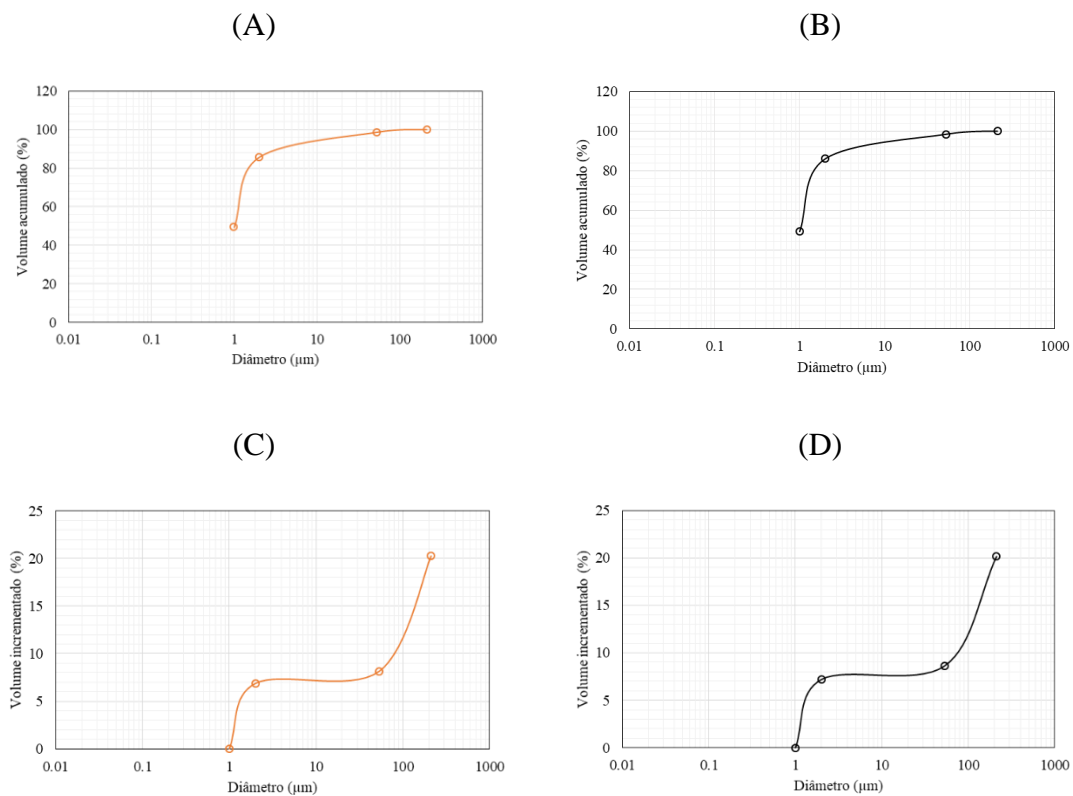 (A)
120
100
80
60
40
20
0
Volume acumulado (%)
0.01 0.1 1 10 100 1000
Diâmetro (µm)
(B)
120
100
80
60
40
20
0
Volume acumulado (%)
0.01 0.1 1 10 100 1000
Diâmetro (µm)
(C)
25
20
15
10
5
0
Volume incrementado (%)
0.01 0.1 1 10 100 1000
Diâmetro (µm)
(D)
25
20
15
10
5
0
Volume incrementado (%)
0.01 0.1 1 10 100 1000
Diâmetro (µm)